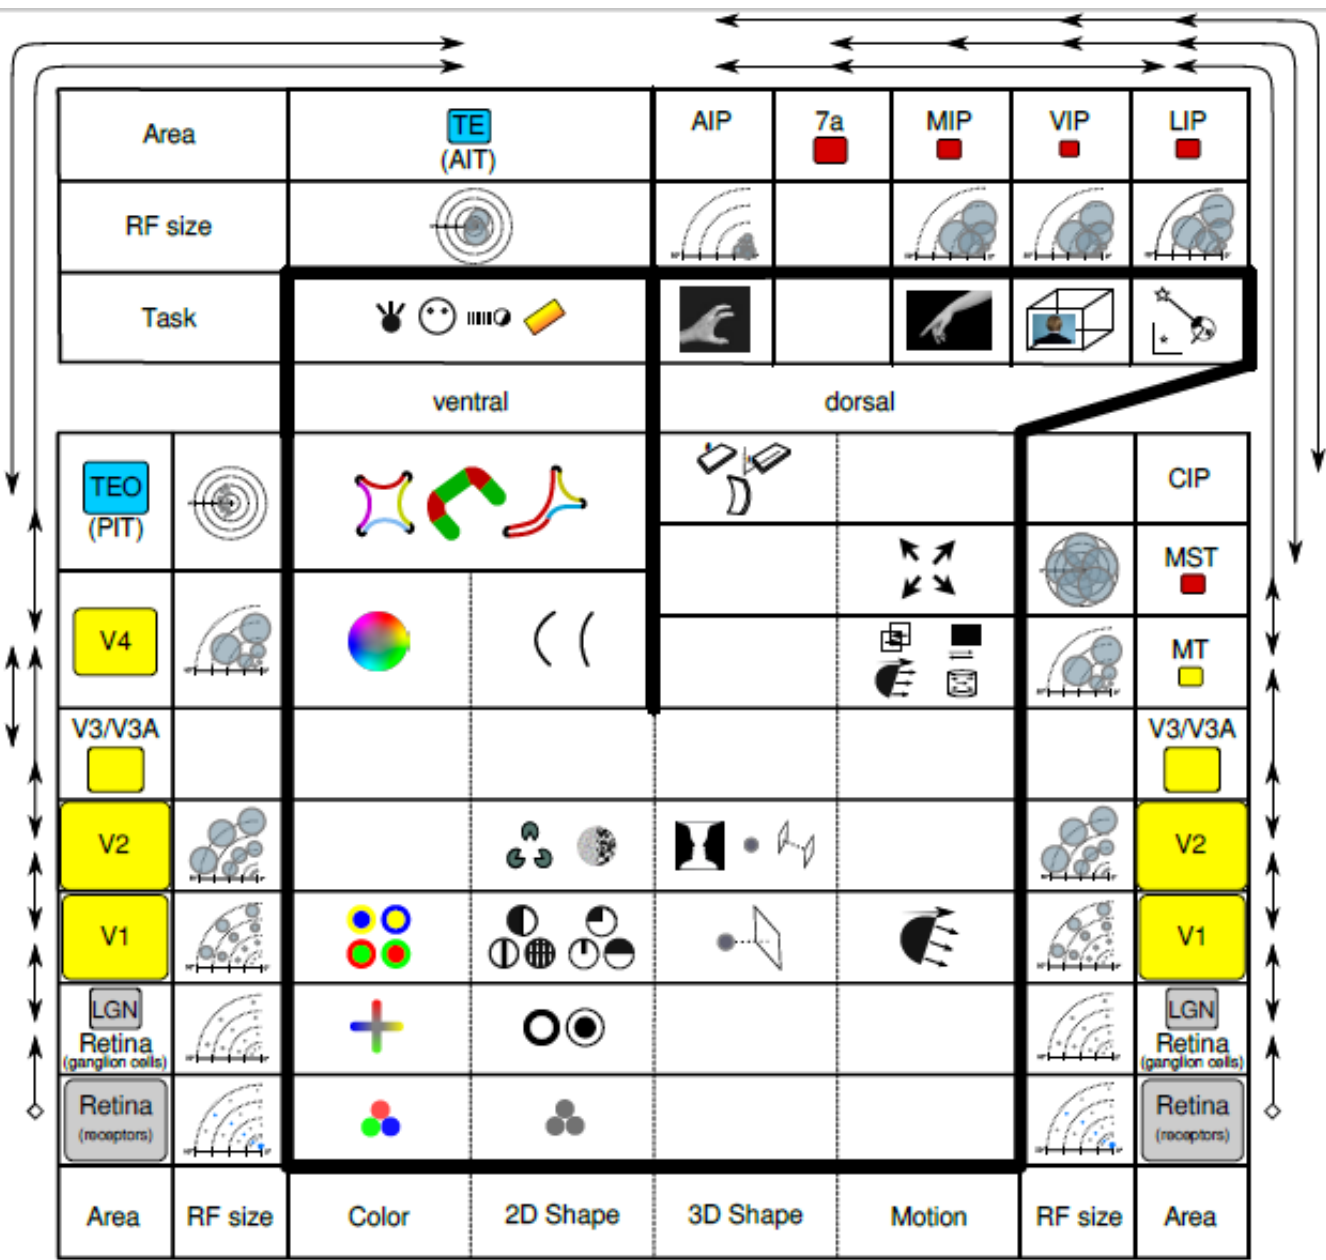 Area
TE
(AIT)
AIP
7a
MIP
VIP
LIP
RF size
Task
ventral
dorsal
TEO
(PIT)
CIP
MST
V4
MT
V3/V3A
V3/V3A
V2
V2
V1
V1
LGN
Retina
(ganglion cells)
LGN
Retina
(ganglion cells)
Retina
(receptors)
Retina
(receptors)
Area
RF size
Color
2D Shape
3D Shape
Motion
RF size
Area